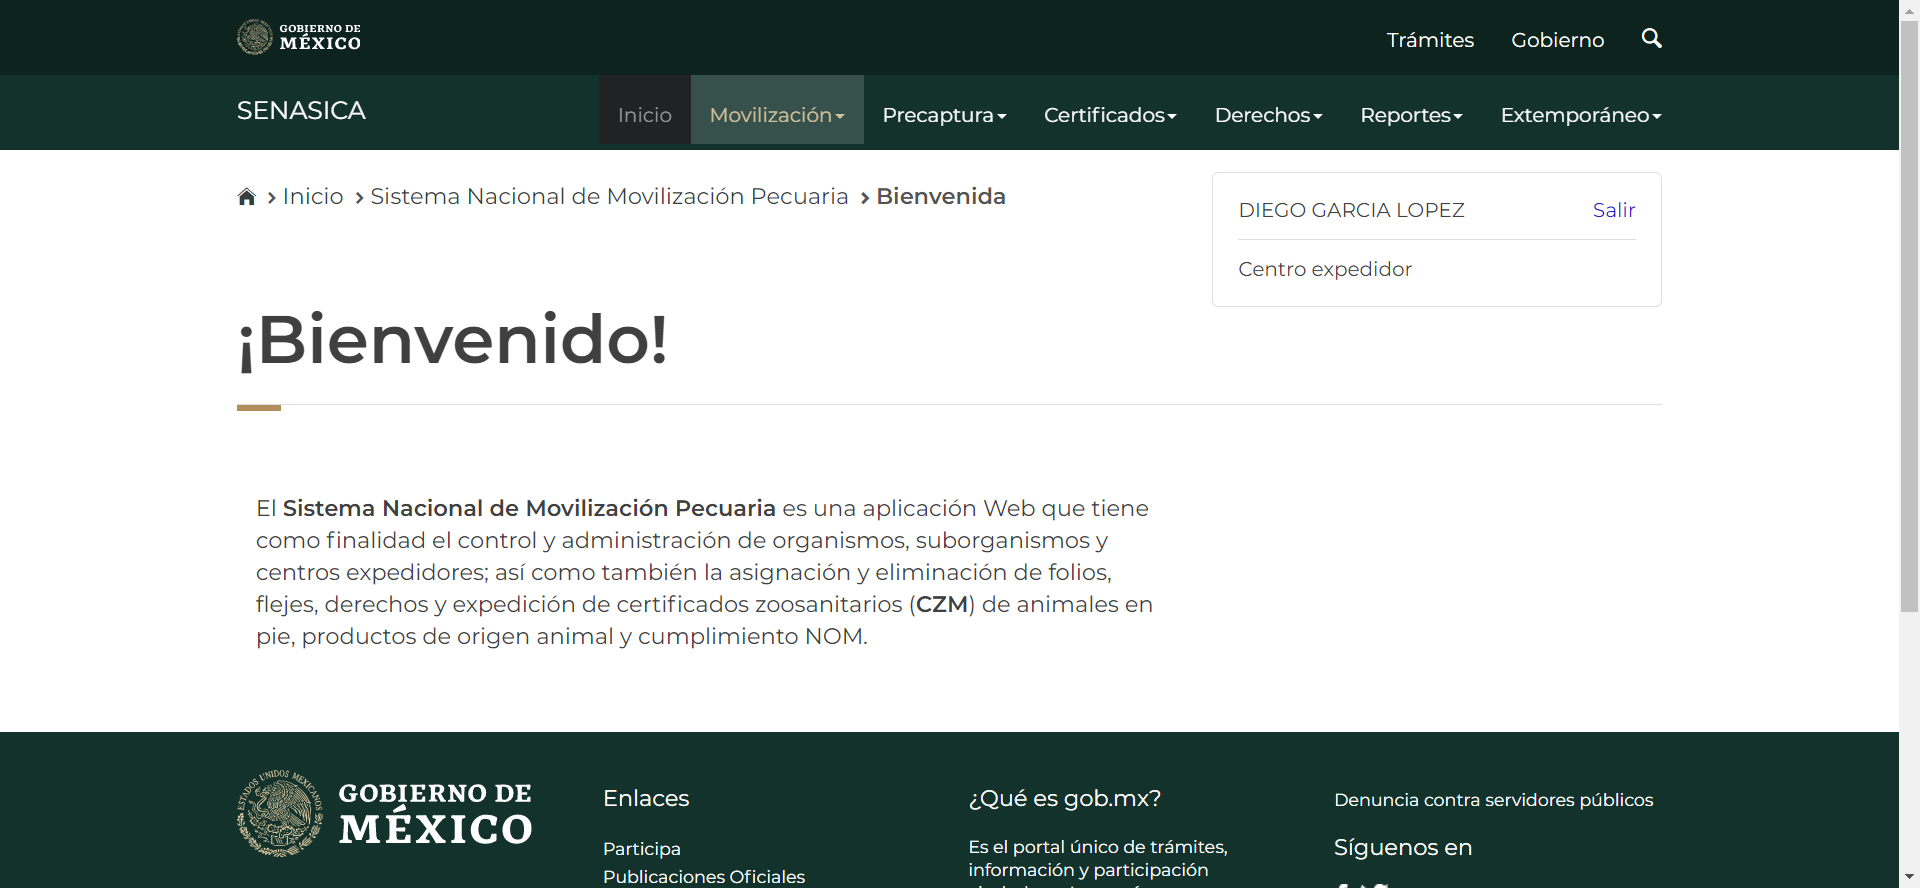 GOBIERNO DE
MÉXICO
Trámites
Gobierno
SENASICA
Inicio
Movilización
Precaptura
Certificados
Derechos
Reportes
Extemporáneo
Inicio
Sistema Nacional de Movilización Pecuaria
Bienvenida
DIEGO GARCIA LOPEZ
Salir
Centro expedidor
¡Bienvenido!
El Sistema Nacional de Movilización Pecuaria es una aplicación Web que tiene
como finalidad el control y administración de organismos, suborganismos y
centros expedidores; así como también la asignación y eliminación de folios,
flejes, derechos y expedición de certificados zoosanitarios (CZM) de animales en
pie, productos de origen animal y cumplimiento NOM.
ESTADOS UNIDOS MEXICANOS
GOBIERNO DE
MÉXICO
Enlaces
Participa
Publicaciones Oficiales
¿Qué es gob.mx?
Es el portal único de trámites,
información y participación
Denuncia contra servidores públicos
Síguenos en